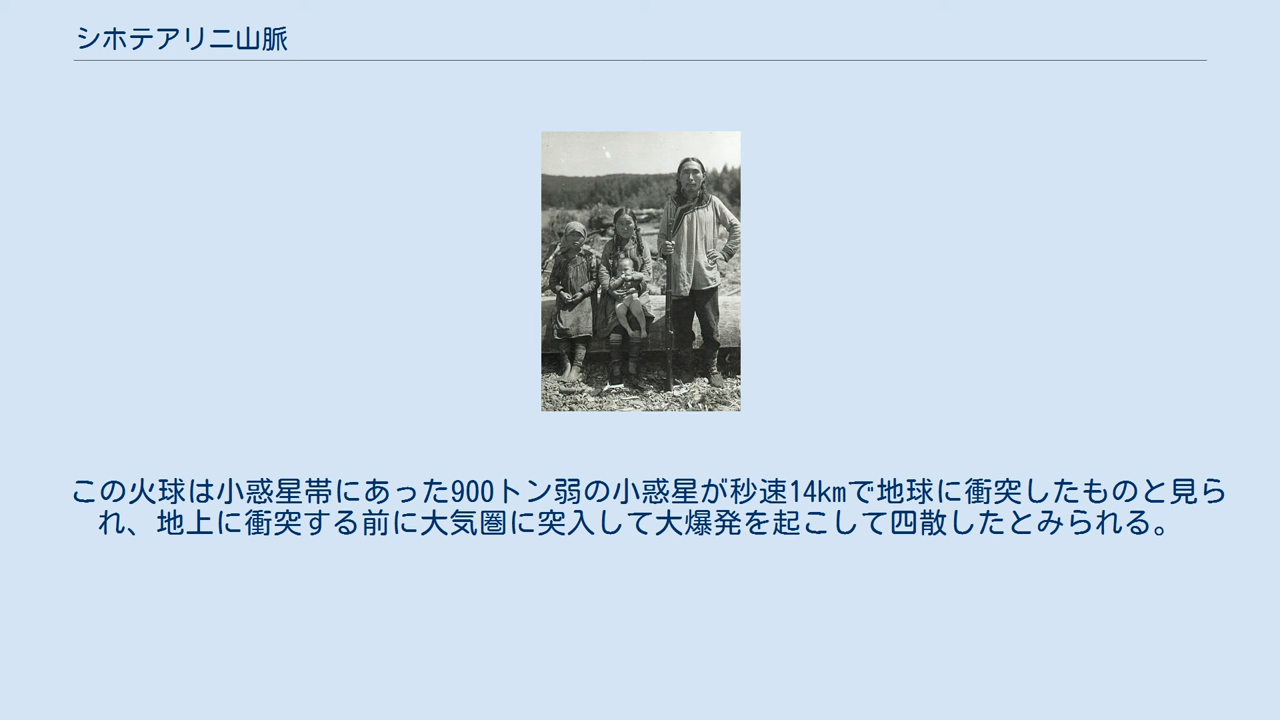 シホテアリニ山脈
この火球は小惑星帯にあった900トン弱の小惑星が秒速14kmで地球に衝突したものと見ら
れ、地上に衝突する前に大気圏に突入して大爆発を起こして四散したとみられる。